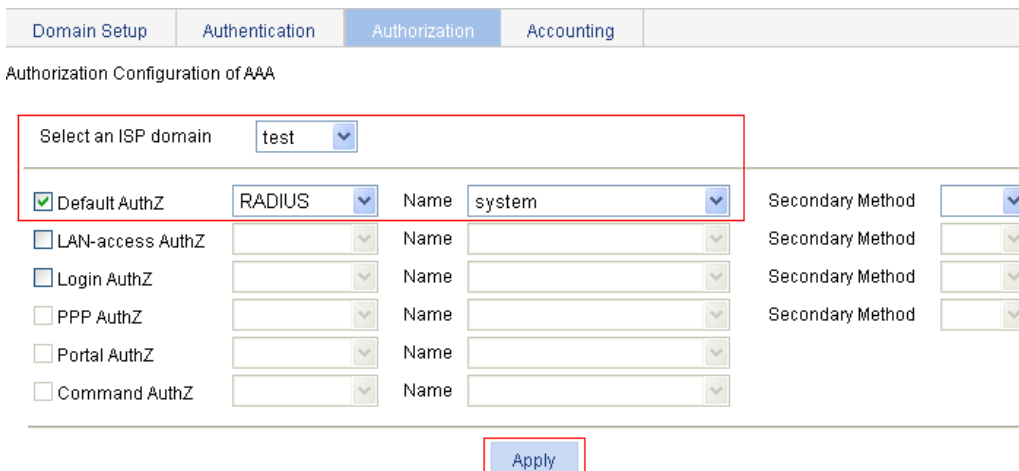 Domain Setup Authentication Authorization Accounting
Authorization Configuration of AAA
Select an ISP domain test
Default AuthZ RADIUS Name system Secondary Method
LAN-access AuthZ Name Secondary Method
Login AuthZ Name Secondary Method
PPP AuthZ Name Secondary Method
Portal AuthZ Name
Command AuthZ Name
Apply